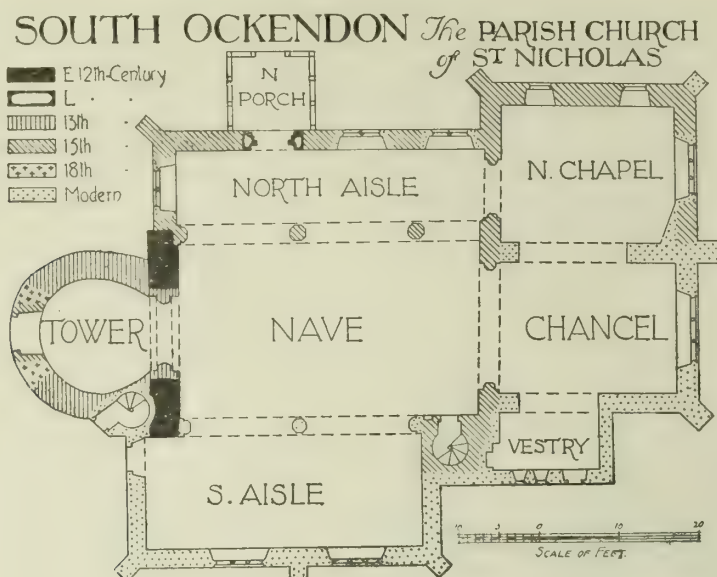 SOUTH OCKENDON The PARISH CHURCH
of ST NICHOLAS
E 12th-Century
L " "
13th "
15th "
18th "
Modern
N
PORCH
NORTH AISLE
N. CHAPEL
TOWER
NAVE
CHANCEL
VESTRY
S. AISLE
10 5 0 10 20
SCALE OF FEET.